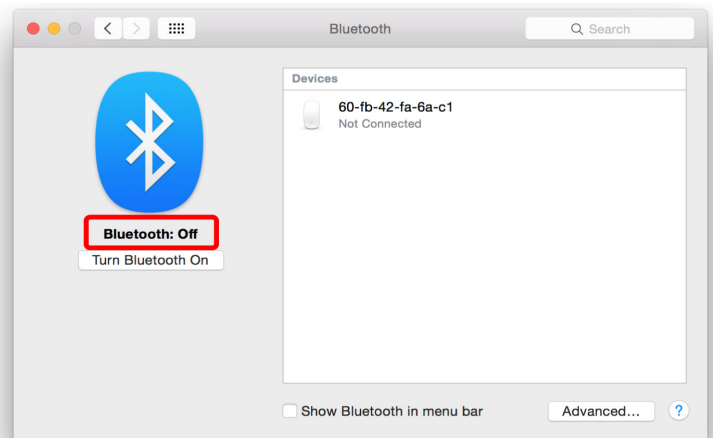 Bluetooth
Search
Devices
60-fb-42-fa-6a-c1
Not Connected
Bluetooth: Off
Turn Bluetooth On
Show Bluetooth in menu bar
Advanced...
?